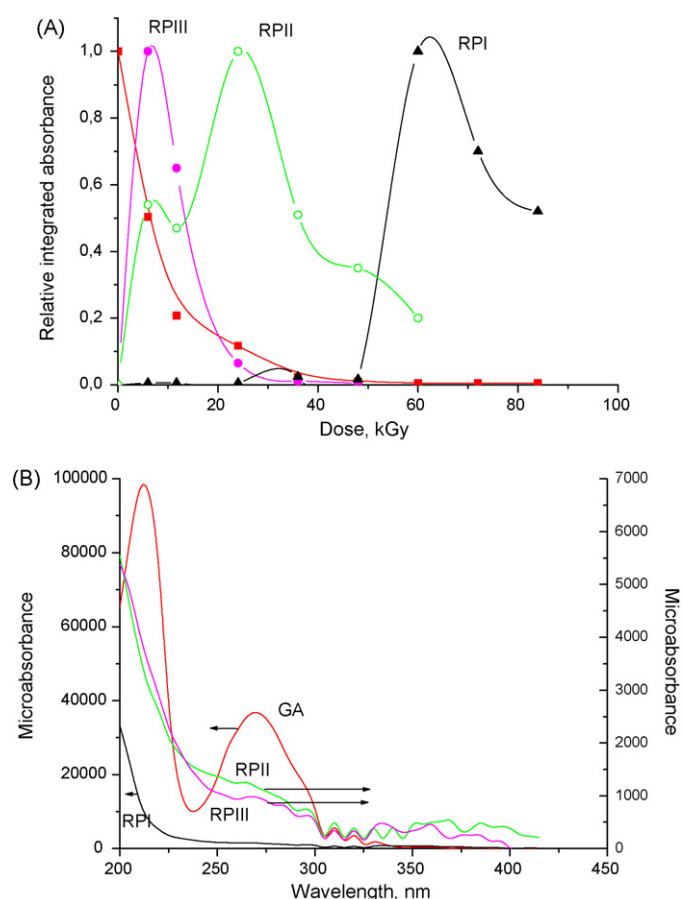 (A)
RPIII
RPII
RPI
1,0
0,8
0,6
0,4
0,2
0,0
Relative integrated absorbance
0
20
40
60
80
100
Dose, kGy
(B)
100000
80000
60000
40000
20000
0
Microabsorbance
7000
6000
5000
4000
3000
2000
1000
0
Microabsorbance
GA
RPII
RPIII
RPI
200
250
300
350
400
450
Wavelength, nm